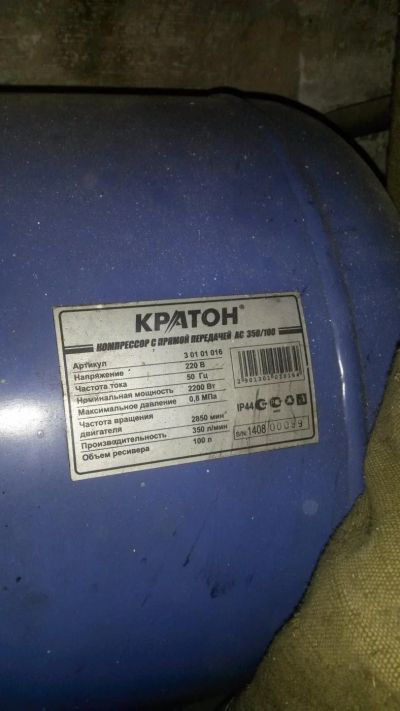 КРАТОН®
КОМПРЕССОР С ПРЯМОЙ ПЕРЕДАЧЕЙ AC 350/100
Артикул 3 01 01 016
Напряжение 220 В
Частота тока 50 Гц
Номинальная мощность 2200 Вт
Максимальное давление 0,8 МПа
Частота вращения
двигателя 2850 мин⁻¹
Производительность 350 л/мин
Объем ресивера 100 л
IP44
S/N: 1408 00099